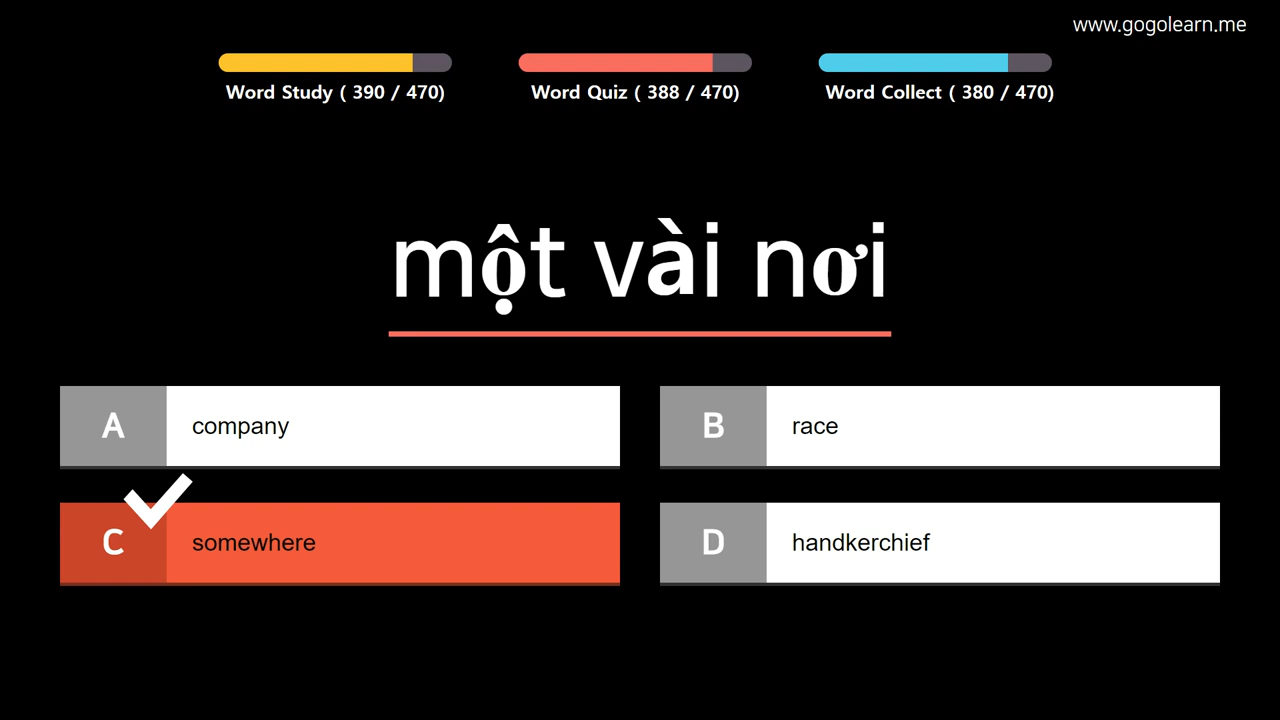 www.gogolearn.me
Word Study ( 390 / 470)
Word Quiz ( 388 / 470)
Word Collect ( 380 / 470)
một vài nơi
A company
B race
C somewhere
D handkerchief